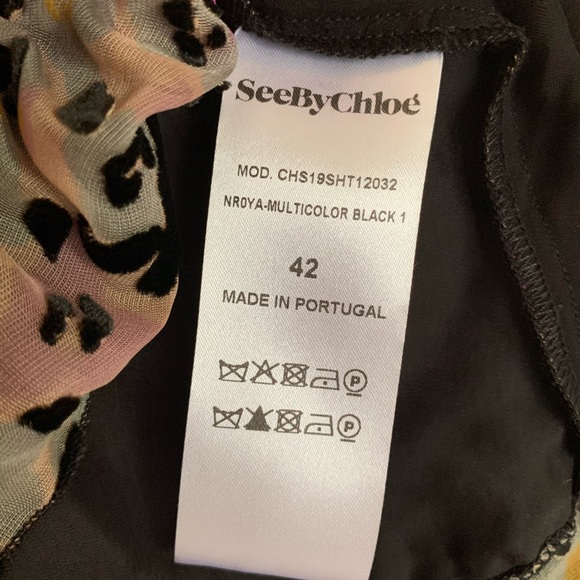 SeeByChloé
MOD. CHS19SHT12032
NR0YA-MULTICOLOR BLACK 1
42
MADE IN PORTUGAL
P
P